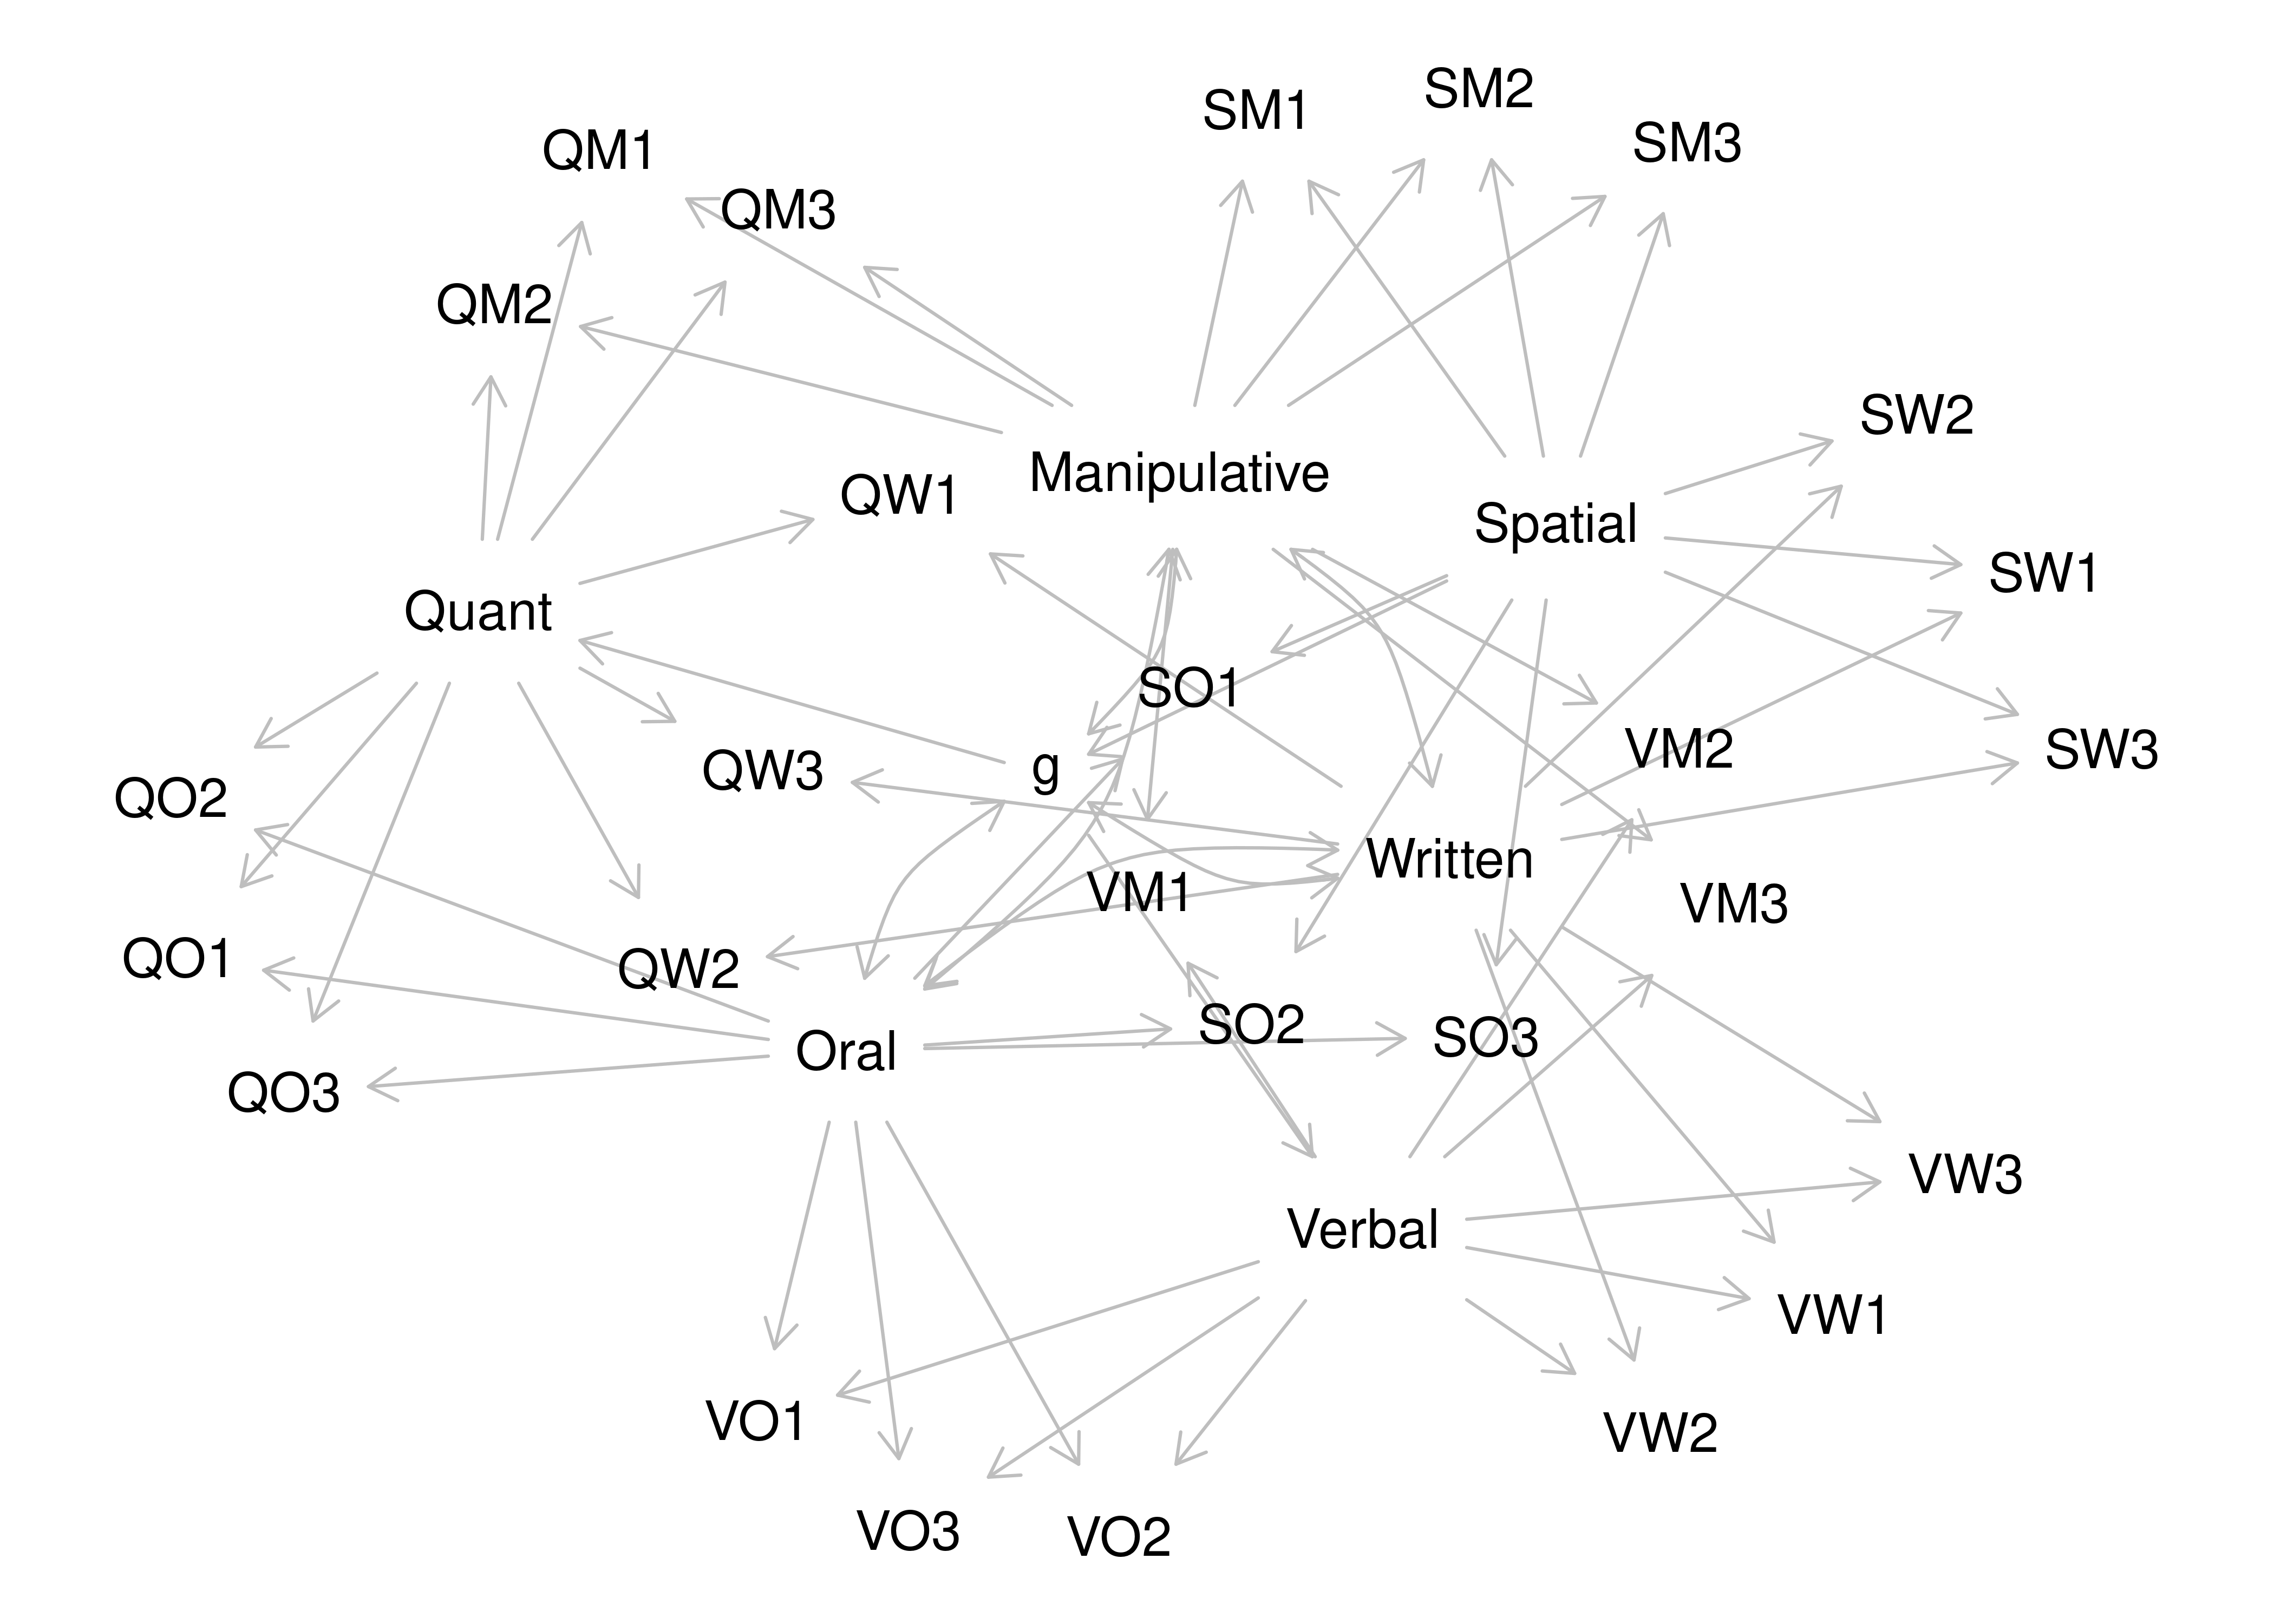 SM2
SM1
SM3
QM1
QM3
QM2
SW2
Manipulative
QW1
Spatial
SW1
Quant
SO1
VM2
SW3
g
QW3
QO2
Written
VM1
VM3
QO1
QW2
SO2
SO3
Oral
QO3
VW3
Verbal
VW1
VO1
VW2
VO3
VO2